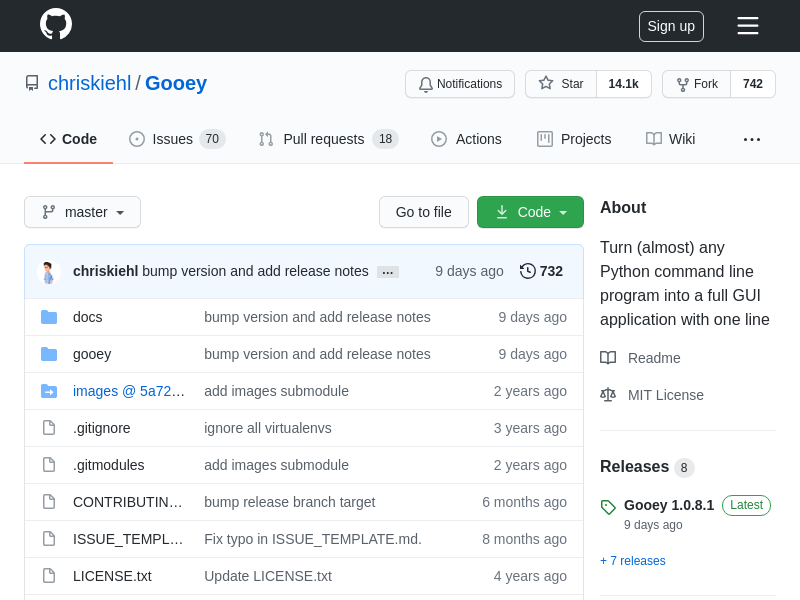 Sign up
chriskiehl / Gooey
Notifications
Star 14.1k
Fork 742
Code
Issues 70
Pull requests 18
Actions
Projects
Wiki
master
Go to file
Code
chriskiehl bump version and add release notes ... 9 days ago 732
docs bump version and add release notes 9 days ago
gooey bump version and add release notes 9 days ago
images @ 5a72... add images submodule 2 years ago
.gitignore ignore all virtualenvs 3 years ago
.gitmodules add images submodule 2 years ago
CONTRIBUTIN... bump release branch target 6 months ago
ISSUE_TEMPL... Fix typo in ISSUE_TEMPLATE.md. 8 months ago
LICENSE.txt Update LICENSE.txt 4 years ago
About
Turn (almost) any
Python command line
program into a full GUI
application with one line
Readme
MIT License
Releases 8
Gooey 1.0.8.1 Latest
9 days ago
+ 7 releases